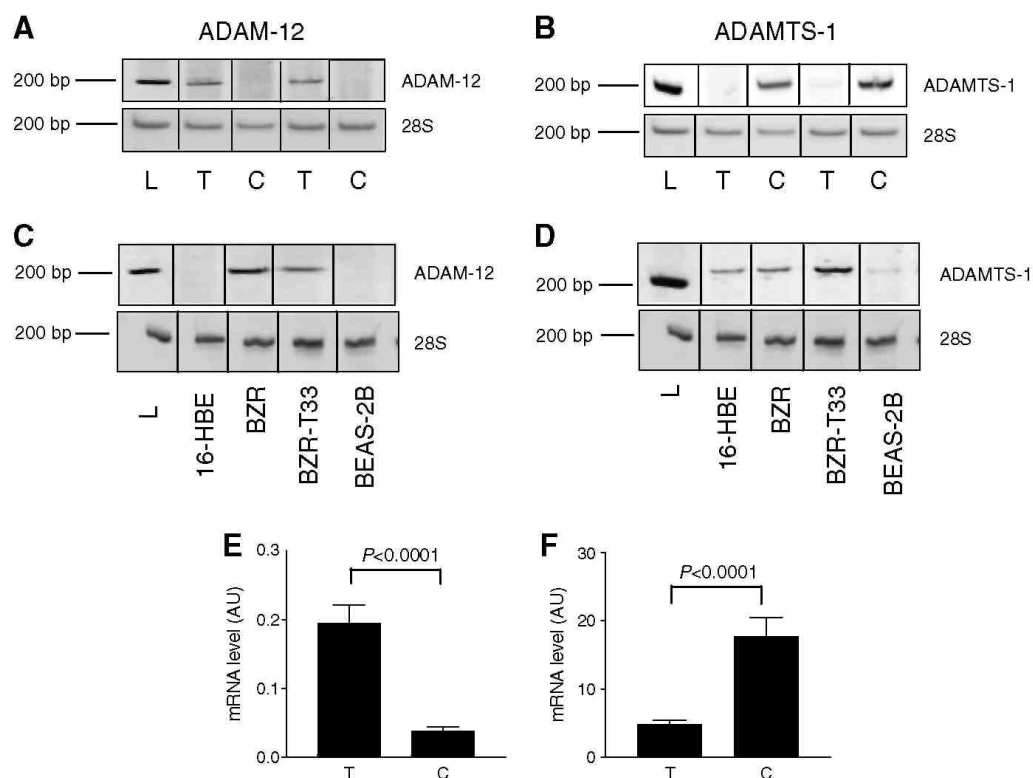 A
ADAM-12
200 bp
ADAM-12
200 bp
28S
L T C T C
B
ADAMTS-1
200 bp
ADAMTS-1
200 bp
28S
L T C T C
C
200 bp
ADAM-12
200 bp
28S
L
16-HBE
BZR
BZR-T33
BEAS-2B
D
200 bp
ADAMTS-1
200 bp
28S
L
16-HBE
BZR
BZR-T33
BEAS-2B
E
mRNA level (AU)
0.3
0.2
0.1
0.0
P<0.0001
T C
F
mRNA level (AU)
30
20
10
0
P<0.0001
T C